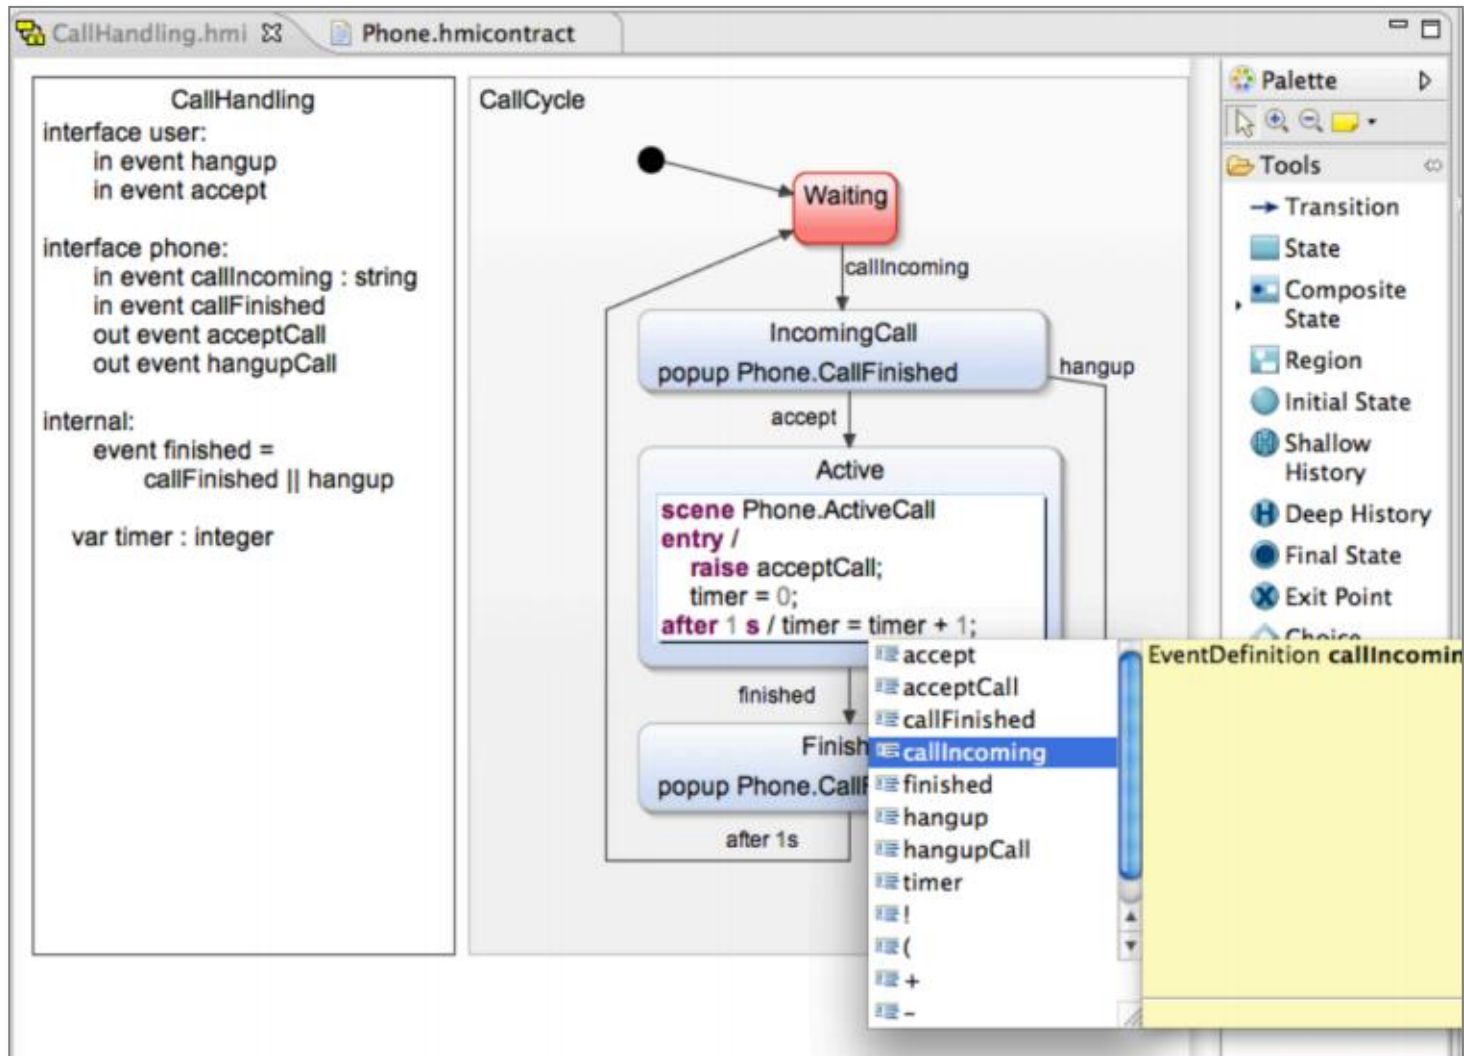 CallHandling.hmi
Phone.hmicontract
CallHandling
interface user:
in event hangup
in event accept
interface phone:
in event callIncoming : string
in event callFinished
out event acceptCall
out event hangupCall
internal:
event finished =
callFinished || hangup
var timer : integer
CallCycle
Waiting
callIncoming
IncomingCall
popup Phone.CallFinished
hangup
accept
Active
scene Phone.ActiveCall
entry /
raise acceptCall;
timer = 0;
after 1 s / timer = timer + 1;
finished
Finish
popup Phone.CallF
after 1s
accept
acceptCall
callFinished
callIncoming
finished
hangup
hangupCall
timer
!
(
+
-
EventDefinition callIncomin
Palette
Tools
Transition
State
Composite
State
Region
Initial State
Shallow
History
Deep History
Final State
Exit Point
Choice